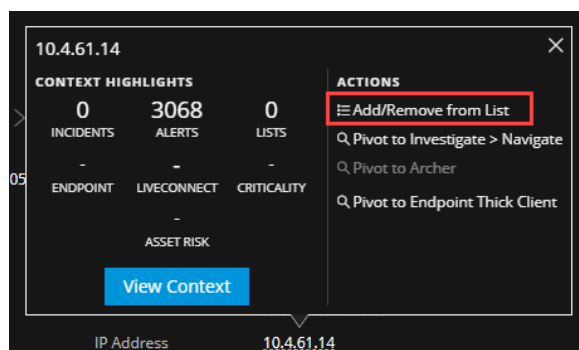 10.4.61.14
CONTEXT HIGHLIGHTS
0 3068 0
INCIDENTS ALERTS LISTS
- - -
ENDPOINT LIVECONNECT CRITICALITY
-
ASSET RISK
View Context
ACTIONS
Add/Remove from List
Pivot to Investigate > Navigate
Pivot to Archer
Pivot to Endpoint Thick Client
05
IP Address 10.4.61.14